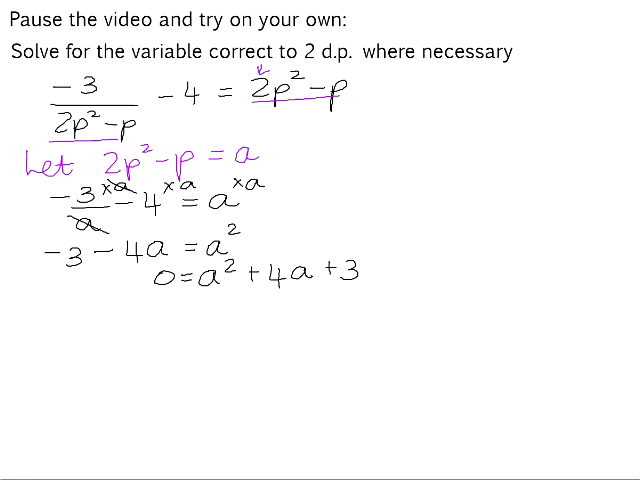 Pause the video and try on your own:
Solve for the variable correct to 2 d.p. where necessary
-3/(2p²-p) - 4 = 2p²-p
Let 2p²-p = a
-3×a/a - 4×a = a×a
-3 - 4a = a²
0 = a² + 4a + 3